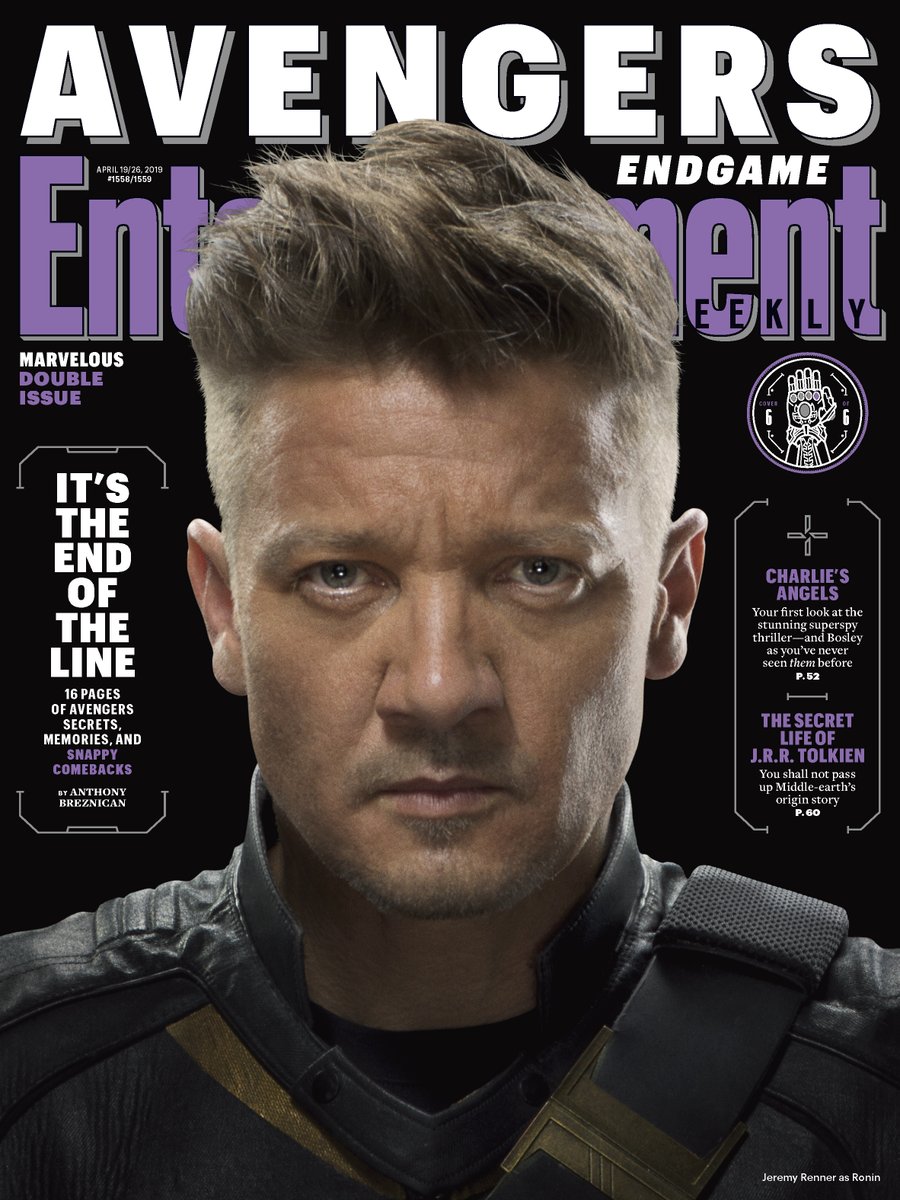 AVENGERS
ENDGAME
APRIL 19/26, 2019
#1558/1559
Ent ment
EEKLY
MARVELOUS
DOUBLE
ISSUE
COVER
6
OF
6
IT'S
THE
END
OF
THE
LINE
16 PAGES
OF AVENGERS
SECRETS,
MEMORIES, AND
SNAPPY
COMEBACKS
BY ANTHONY
BREZNICAN
CHARLIE'S
ANGELS
Your first look at the
stunning superspy
thriller—and Bosley
as you've never
seen them before
P.52
THE SECRET
LIFE OF
J.R.R. TOLKIEN
You shall not pass
up Middle-earth's
origin story
P.60
Jeremy Renner as Ronin